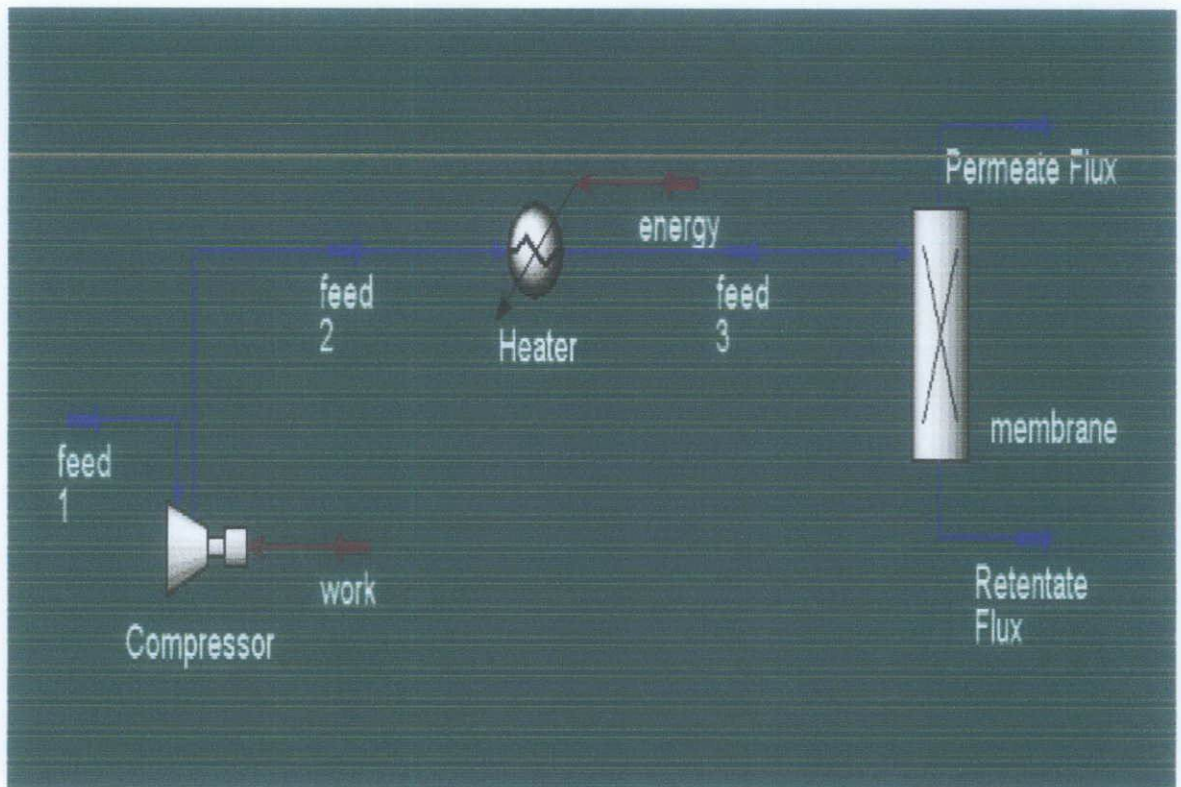 Permeate Flux
energy
feed
2
feed
3
Heater
membrane
feed
1
work
Retentate
Flux
Compressor